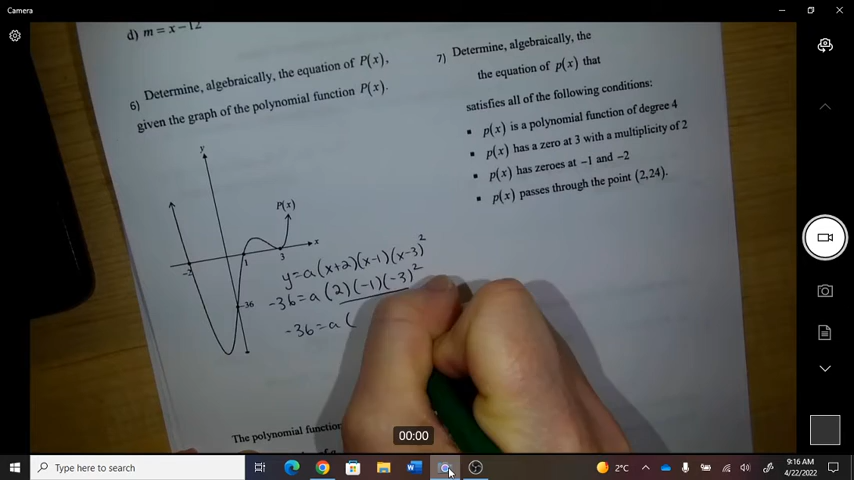 Camera
d) m = x – 12
6) Determine, algebraically, the equation of P(x),
given the graph of the polynomial function P(x).
y
P(x)
x
-2
1
3
-36
y=a(x+2)(x-1)(x-3)²
-36=a(2)(-1)(-3)²
-36=a(
The polynomial function
7) Determine, algebraically, the
the equation of p(x) that
satisfies all of the following conditions:
▪ p(x) is a polynomial function of degree 4
▪ p(x) has a zero at 3 with a multiplicity of 2
▪ p(x) has zeroes at −1 and −2
▪ p(x) passes through the point (2,24).
00:00
Type here to search
2°C
9:16 AM
4/22/2022